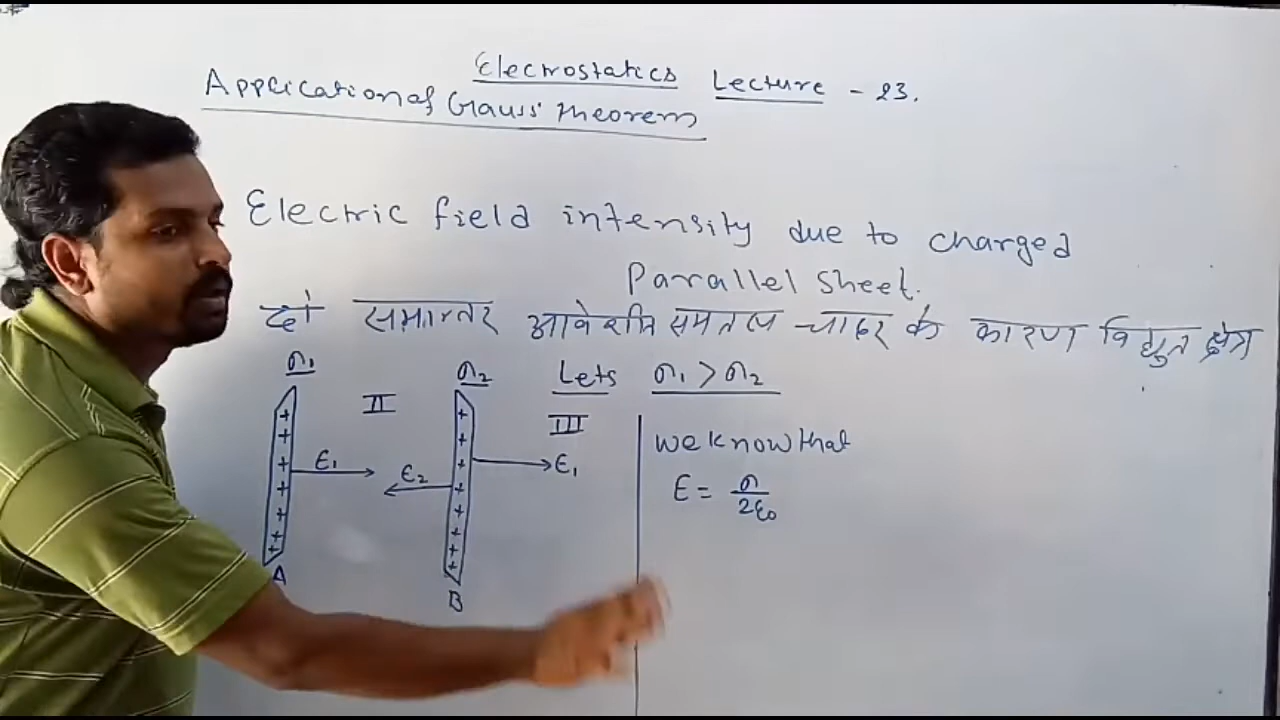 Electrostatics Lecture - 23.
Application of Gauss' Theorem
Electric field intensity due to charged
Parallel Sheet.
दो समान्तर आवेशित समतल चादर के कारण विद्युत क्षेत्र
σ₁ σ₂ Lets σ₁ > σ₂
II III
we know that
E₁ E₂ E₁
E = σ/2ε₀
A B